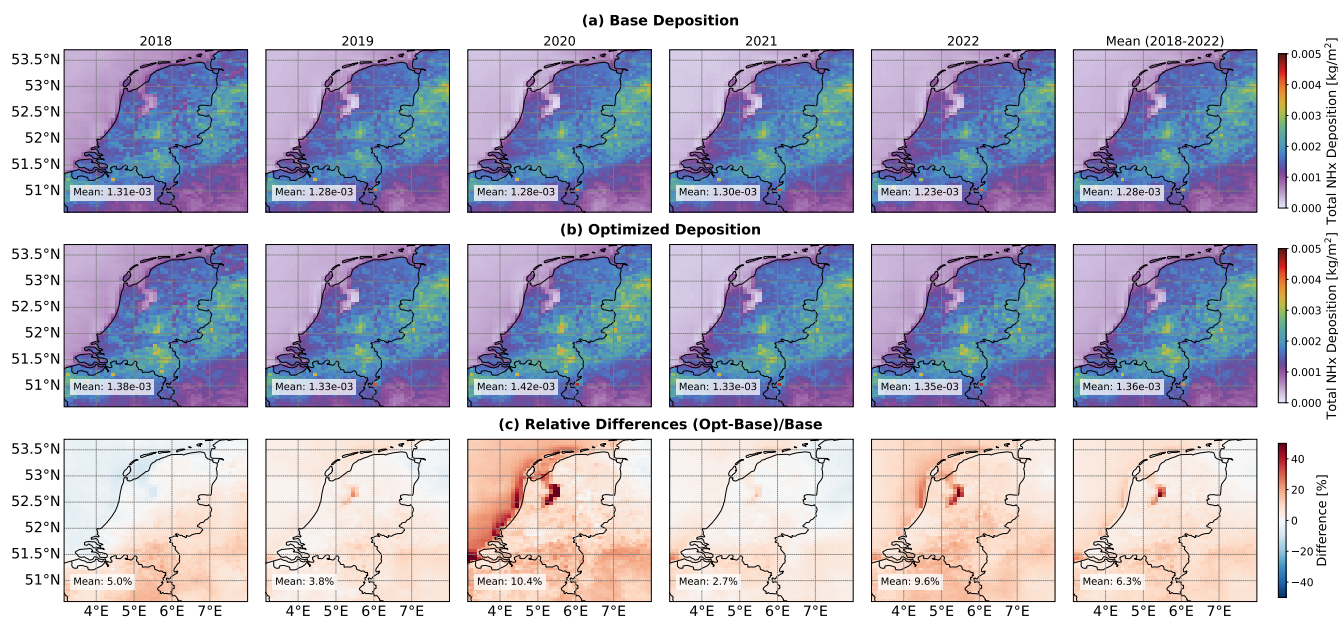 (a) Base Deposition
2018 2019 2020 2021 2022 Mean (2018-2022)
53.5°N
53°N
52.5°N
52°N
51.5°N
51°N
Mean: 1.31e-03 Mean: 1.28e-03 Mean: 1.28e-03 Mean: 1.30e-03 Mean: 1.23e-03 Mean: 1.28e-03
0.005
0.004
0.003
0.002
0.001
0.000
Total NHx Deposition [kg/m²]
(b) Optimized Deposition
53.5°N
53°N
52.5°N
52°N
51.5°N
51°N
Mean: 1.38e-03 Mean: 1.33e-03 Mean: 1.42e-03 Mean: 1.33e-03 Mean: 1.35e-03 Mean: 1.36e-03
0.005
0.004
0.003
0.002
0.001
0.000
Total NHx Deposition [kg/m²]
(c) Relative Differences (Opt-Base)/Base
53.5°N
53°N
52.5°N
52°N
51.5°N
51°N
Mean: 5.0% Mean: 3.8% Mean: 10.4% Mean: 2.7% Mean: 9.6% Mean: 6.3%
4°E 5°E 6°E 7°E 4°E 5°E 6°E 7°E 4°E 5°E 6°E 7°E 4°E 5°E 6°E 7°E 4°E 5°E 6°E 7°E 4°E 5°E 6°E 7°E
40
20
0
−20
−40
Difference [%]